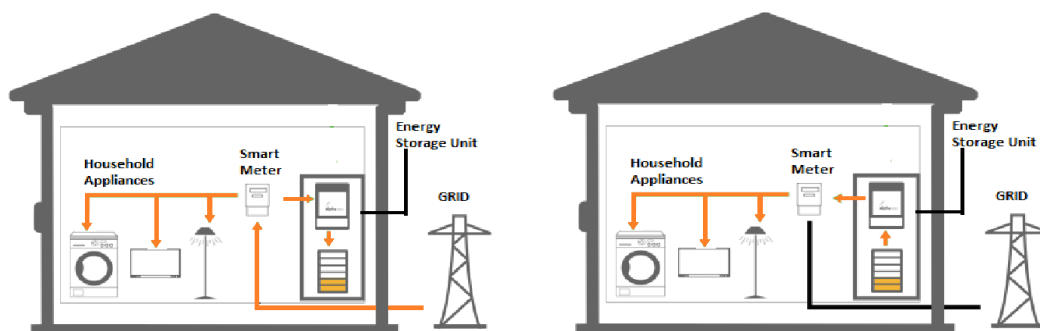 Energy
Storage Unit
Smart
Meter
Household
Appliances
GRID
Energy
Storage Unit
Smart
Meter
Household
Appliances
GRID